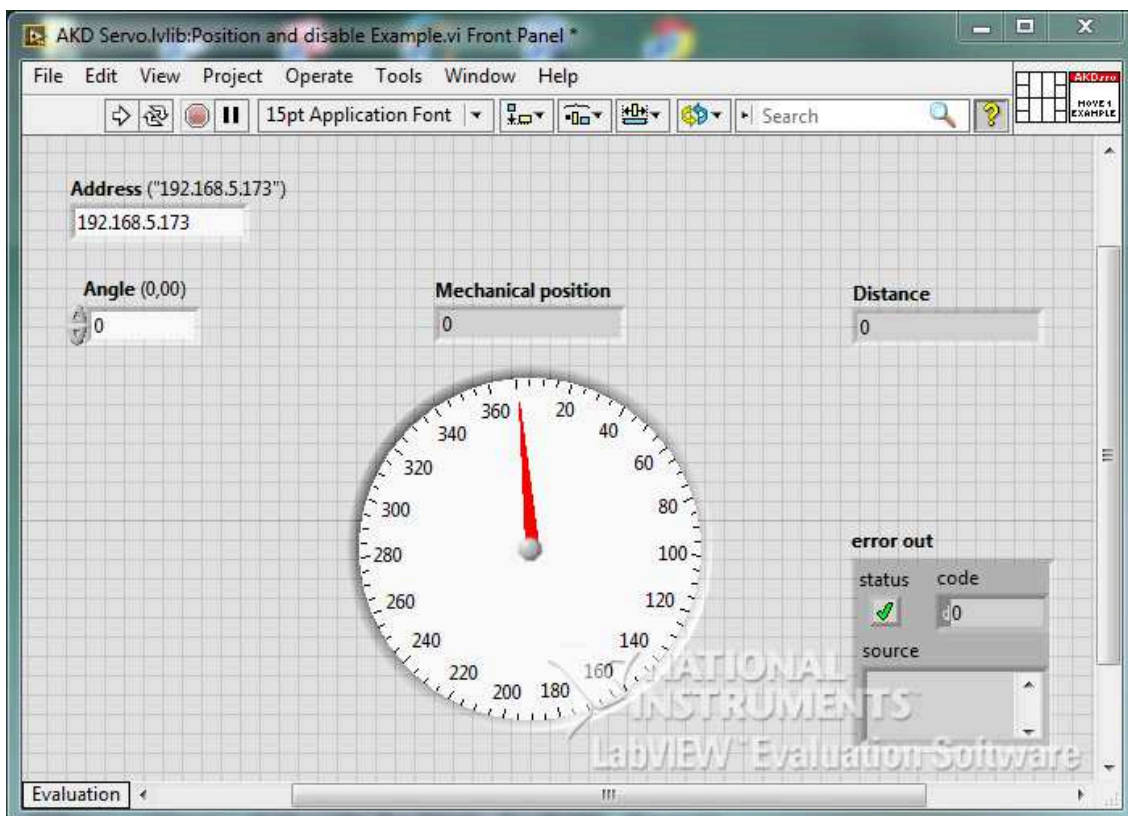 AKD Servo.lvlib:Position and disable Example.vi Front Panel *
File Edit View Project Operate Tools Window Help
AKD
MOVE 1
EXAMPLE
15pt Application Font
Search
Address ("192.168.5.173")
192.168.5.173
Angle (0,00)
0
Mechanical position
0
Distance
0
360
20
340
40
320
60
300
80
280
100
260
120
240
140
220
160
200
180
error out
status
code
d0
source
NATIONAL
INSTRUMENTS
LabVIEW™ Evaluation Software
Evaluation